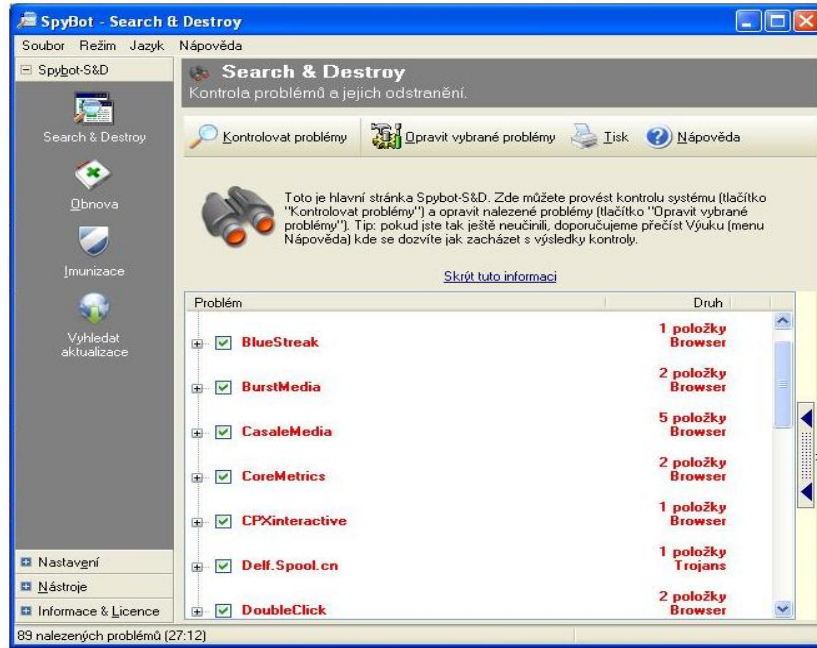 SpyBot - Search & Destroy
Soubor Režim Jazyk Nápověda
Spybot-S&D
Search & Destroy
Obnova
Imunizace
Vyhledat
aktualizace
Nastavení
Nástroje
Informace & Licence
Search & Destroy
Kontrola problémů a jejich odstranění.
Kontrolovat problémy Opravit vybrané problémy Tisk Nápověda
Toto je hlavní stránka Spybot-S&D. Zde můžete provést kontrolu systému (tlačítko
"Kontrolovat problémy") a opravit nalezené problémy (tlačítko "Opravit vybrané
problémy"). Tip: pokud jste tak ještě neučinili, doporučujeme přečíst Výuku (menu
Nápověda) kde se dozvíte jak zacházet s výsledky kontroly.
Skrýt tuto informaci
Problém Druh
BlueStreak 1 položky
Browser
BurstMedia 2 položky
Browser
CasaleMedia 5 položky
Browser
CoreMetrics 2 položky
Browser
CPXinteractive 1 položky
Browser
Delf.Spool.cn 1 položky
Trojans
DoubleClick 2 položky
Browser
89 nalezených problémů (27:12)